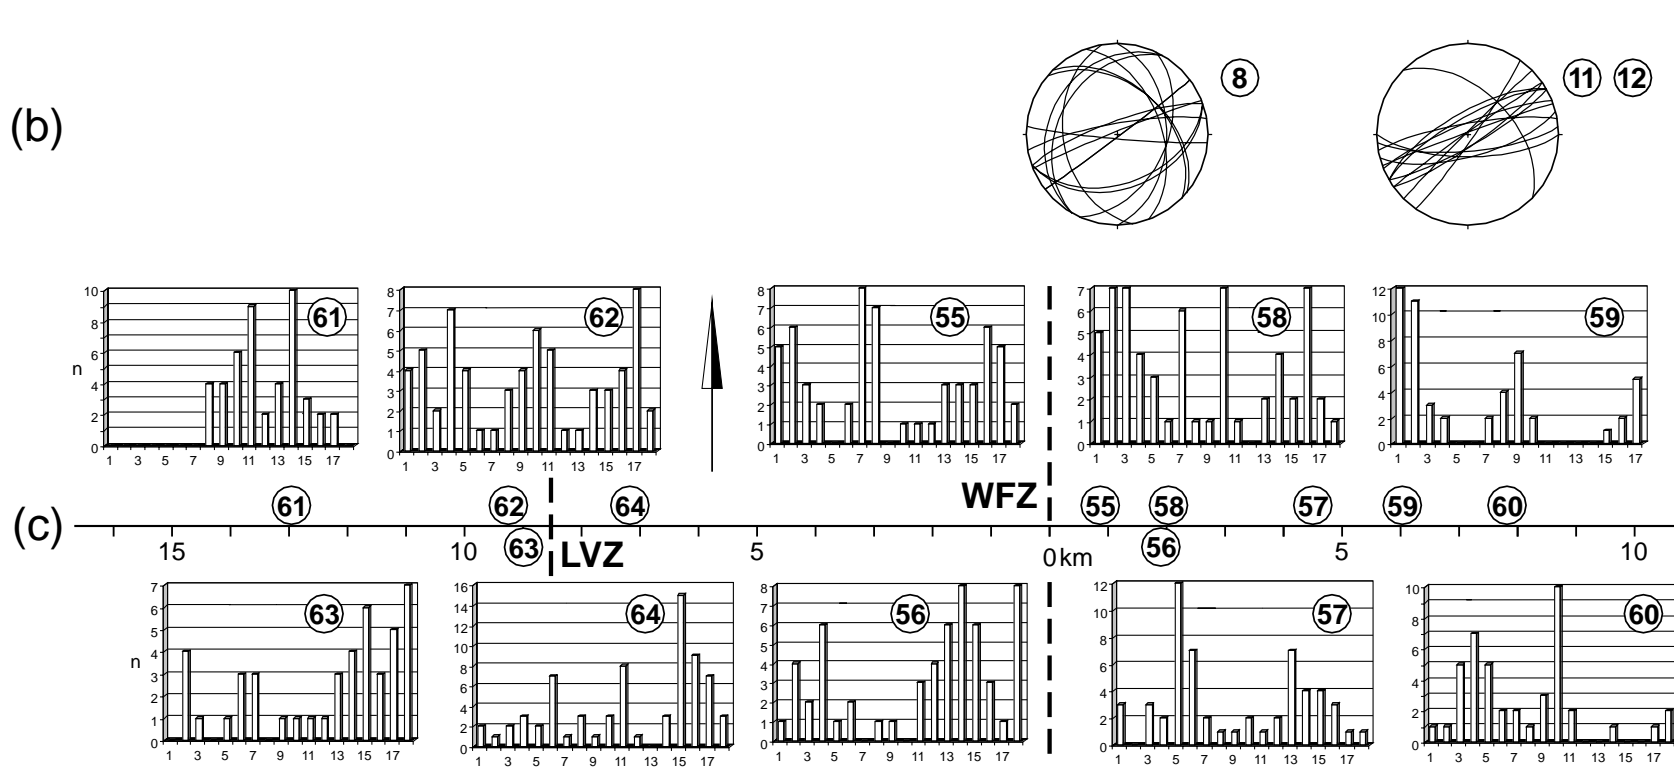 8 11 12
(b)
10 8 6 4 2 0
n
61
1 3 5 7 9 11 13 15 17
8 7 6 5 4 3 2 1 0
62
1 3 5 7 9 11 13 15 17
8 7 6 5 4 3 2 1 0
55
1 3 5 7 9 11 13 15 17
7 6 5 4 3 2 1 0
58
1 3 5 7 9 11 13 15 17
12 10 8 6 4 2 0
59
1 3 5 7 9 11 13 15 17
WFZ
(c)
61 62 64 55 58 57 59 60
63 56
15 10 5 0 km 5 10
LVZ
7 6 5 4 3 2 1 0
n
63
1 3 5 7 9 11 13 15 17
16 14 12 10 8 6 4 2 0
64
1 3 5 7 9 11 13 15 17
8 7 6 5 4 3 2 1 0
56
1 3 5 7 9 11 13 15 17
12 10 8 6 4 2 0
57
1 3 5 7 9 11 13 15 17
10 8 6 4 2 0
60
1 3 5 7 9 11 13 15 17